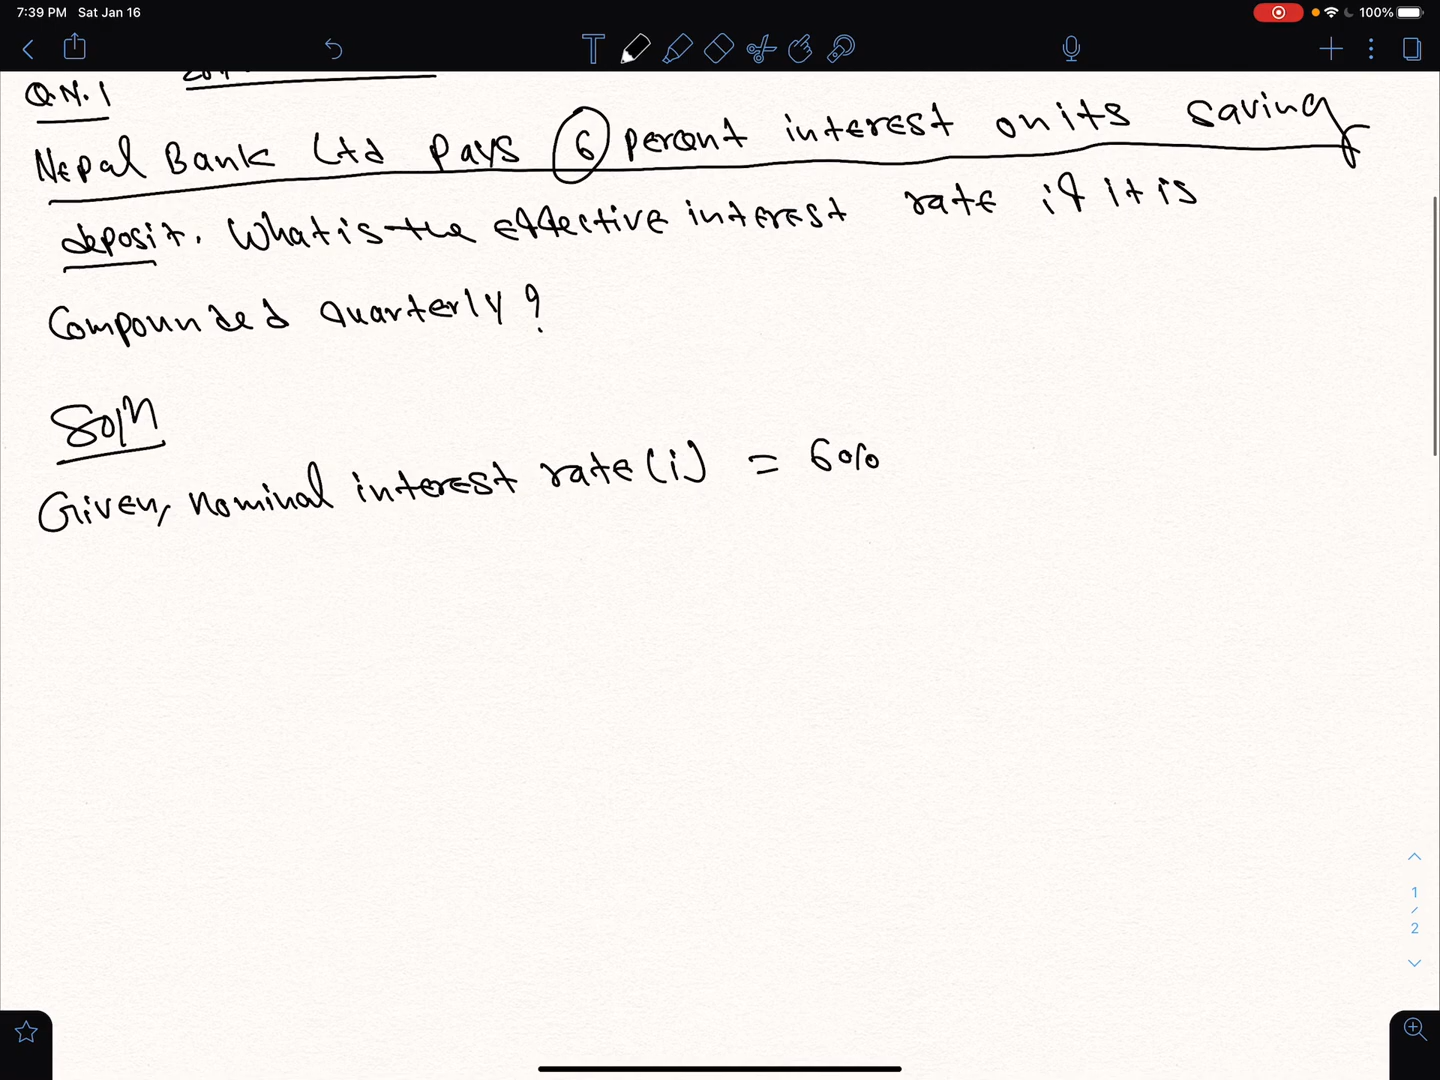 7:39 PM Sat Jan 16
100%
Q.N.1
Nepal Bank Ltd Pays 6 percent interest on its saving
deposit. What is the effective interest rate if it is
Compounded Quarterly?
Soln
Given, nominal interest rate (i) = 6%
1
/
2